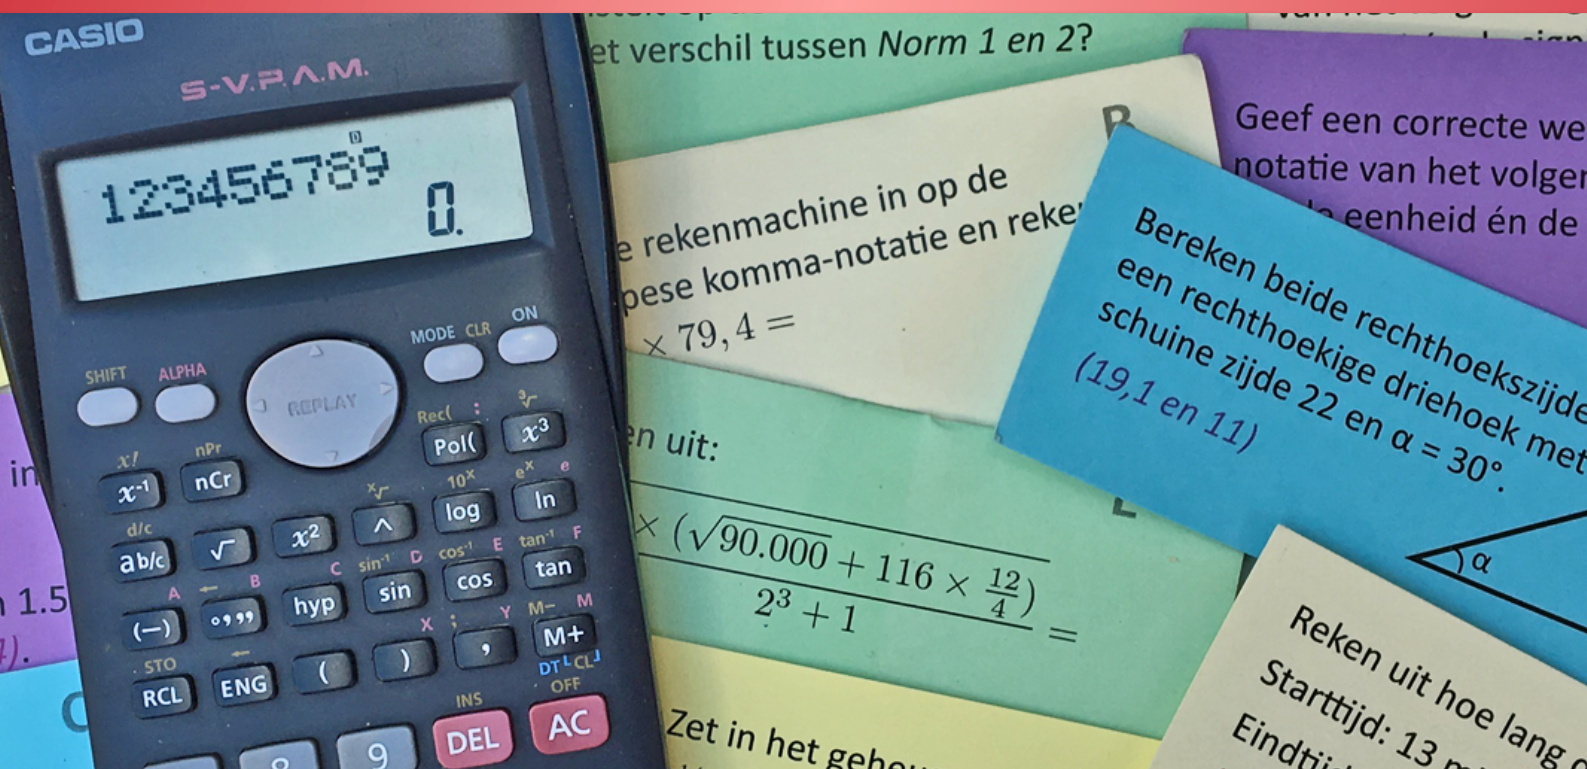 CASIO
S-V.P.A.M.
D
123456789
0.
SHIFT ALPHA
REPLAY
MODE CLR ON
x! nPr Rec( : ³√
x⁻¹ nCr Pol( x³
d/c ˣ√ 10ˣ eˣ e
ab/c √ x² ^ log ln
A ← B C sin⁻¹ D cos⁻¹ E tan⁻¹ F
(−) °,,, hyp sin cos tan
STO ← X ; Y M− M
RCL ENG ( ) , M+
DT CL
INS OFF
9 DEL AC
et verschil tussen Norm 1 en 2?
B
e rekenmachine in op de
pese komma-notatie en reke
× 79,4 =
Geef een correcte we
notatie van het volgen
eenheid én de
Bereken beide rechthoekszijde
een rechthoekige driehoek met
schuine zijde 22 en α = 30°.
(19,1 en 11)
α
en uit:
× (√90.000 + 116 × 12/4)
2³ + 1 =
Zet in het gehe
Reken uit hoe lang
Starttijd: 13 m
Eindtij
in
1.5
).
C